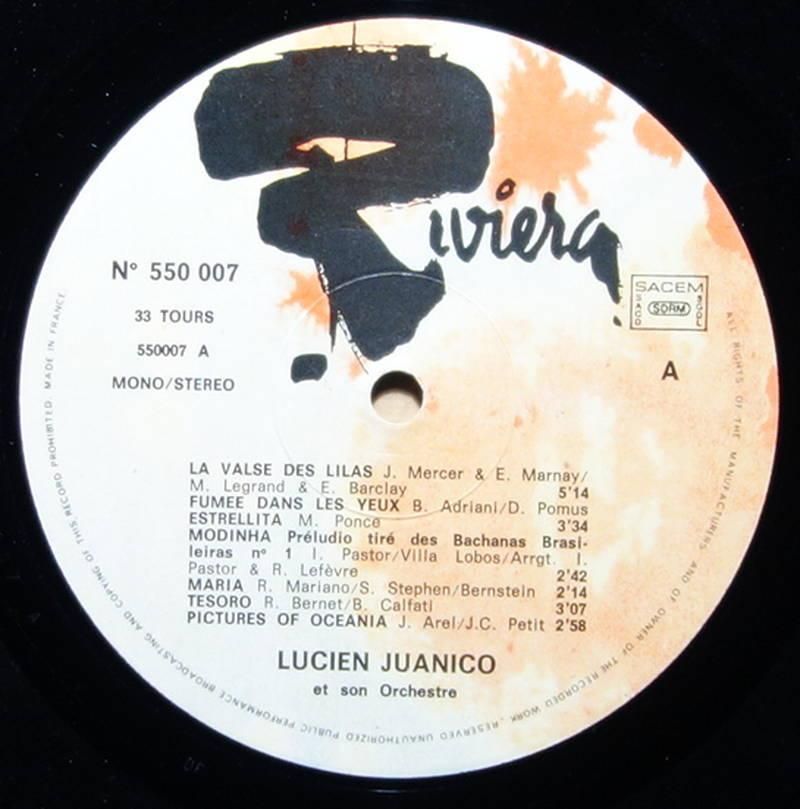 Riviera
N° 550 007
33 TOURS
550007 A
MONO/STEREO
SACEM
SACD
SDRM
SGDL
A
LA VALSE DES LILAS J. Mercer & E. Marnay/
M. Legrand & E. Barclay 5'14
FUMEE DANS LES YEUX B. Adriani/D. Pomus
ESTRELLITA M. Ponce 3'34
MODINHA Préludio tiré des Bachanas Brasi-
leiras n° 1 I. Pastor/Villa Lobos/Arrgt. I.
Pastor & R. Lefèvre 2'42
MARIA R. Mariano/S. Stephen/Bernstein 2'14
TESORO R. Bernet/B. Calfati 3'07
PICTURES OF OCEANIA J. Arel/J.C. Petit 2'58
LUCIEN JUANICO
et son Orchestre
ALL RIGHTS OF THE MANUFACTURERS AND OF OWNER OF THE RECORDED WORK. RESERVED UNAUTHORIZED PUBLIC PERFORMANCE BROADCASTING AND COPYING OF THIS RECORD PROHIBITED. MADE IN FRANCE